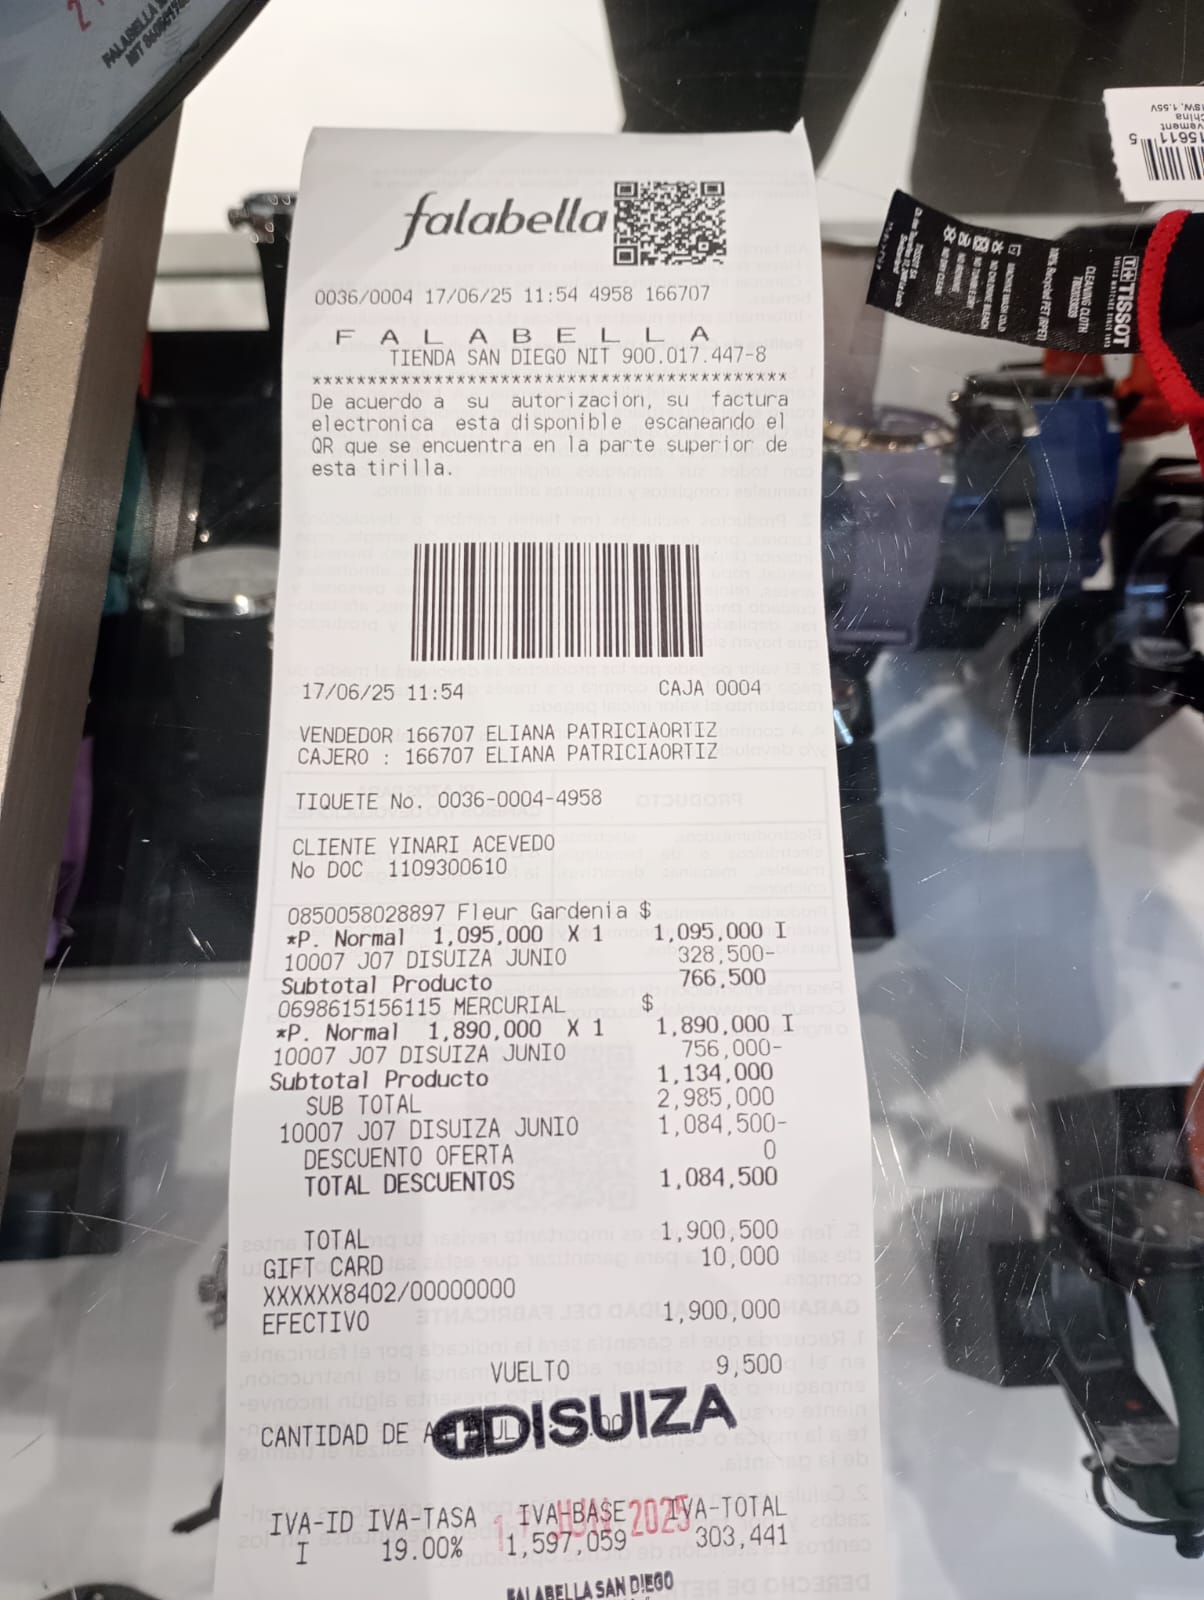 falabella
0036/0004 17/06/25 11:54 4958 166707
F A L A B E L L A
TIENDA SAN DIEGO NIT 900.017.447-8
*******************************************
De acuerdo a su autorizacion, su factura
electronica esta disponible escaneando el
QR que se encuentra en la parte superior de
esta tirilla.
17/06/25 11:54 CAJA 0004
VENDEDOR 166707 ELIANA PATRICIAORTIZ
CAJERO : 166707 ELIANA PATRICIAORTIZ
TIQUETE No. 0036-0004-4958
CLIENTE YINARI ACEVEDO
No DOC 1109300610
0850058028897 Fleur Gardenia $
*P. Normal 1,095,000 X 1 1,095,000 I
10007 J07 DISUIZA JUNIO 328,500-
Subtotal Producto 766,500
0698615156115 MERCURIAL $
*P. Normal 1,890,000 X 1 1,890,000 I
10007 J07 DISUIZA JUNIO 756,000-
Subtotal Producto 1,134,000
SUB TOTAL 2,985,000
10007 J07 DISUIZA JUNIO 1,084,500-
DESCUENTO OFERTA 0
TOTAL DESCUENTOS 1,084,500
TOTAL 1,900,500
GIFT CARD 10,000
XXXXXX8402/00000000
EFECTIVO 1,900,000
VUELTO 9,500
DISUIZA
CANTIDAD DE
IVA-ID IVA-TASA IVA-BASE IVA-TOTAL
JUN 2025
I 19.00% 1,597,059 303,441
FALABELLA SAN DIEGO
T+TISSOT
CLEANING CLOTH